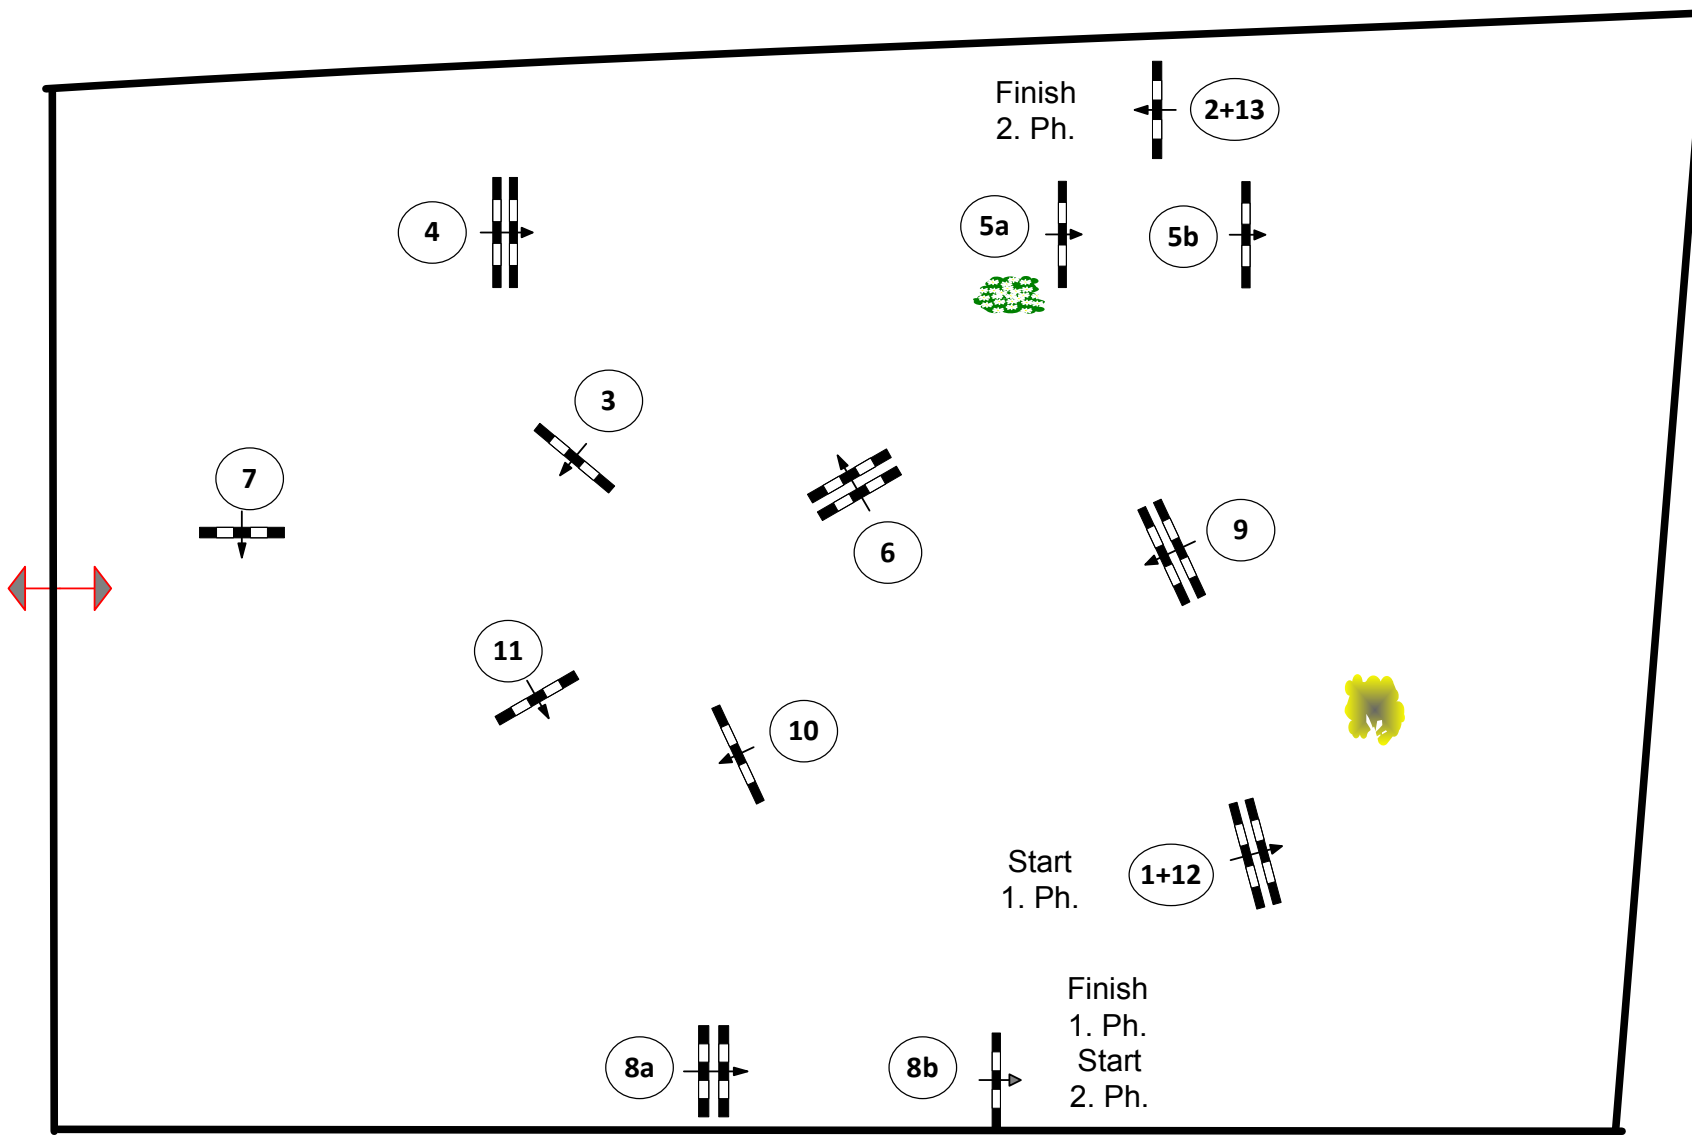 Finish
2. Ph.
2+13
4
5a
5b
3
7
6
9
11
10
Start
1. Ph.
1+12
Finish
1. Ph.
Start
2. Ph.
8a
8b